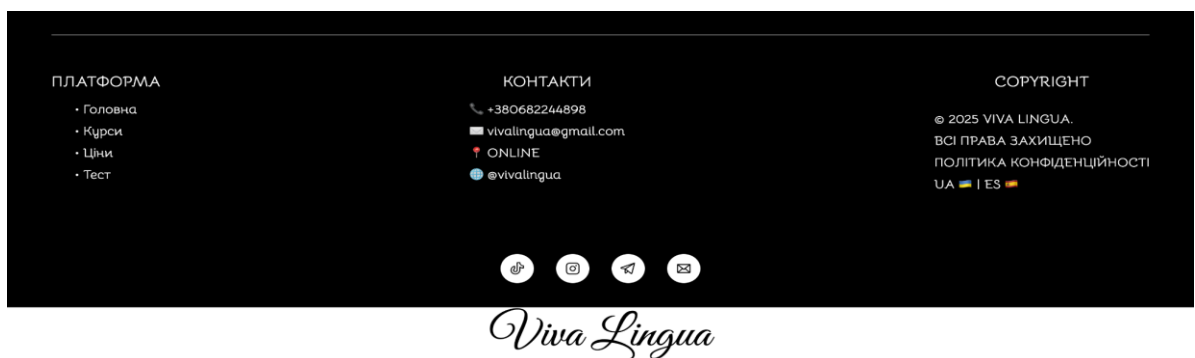 ПЛАТФОРМА
• Головна
• Курси
• Ціни
• Тест
КОНТАКТИ
📞 +380682244898
✉️ vivalingua@gmail.com
📍 ONLINE
🌐 @vivalingua
COPYRIGHT
© 2025 VIVA LINGUA.
ВСІ ПРАВА ЗАХИЩЕНО
ПОЛІТИКА КОНФІДЕНЦІЙНОСТІ
UA 🇺🇦 | ES 🇪🇸
Viva Lingua